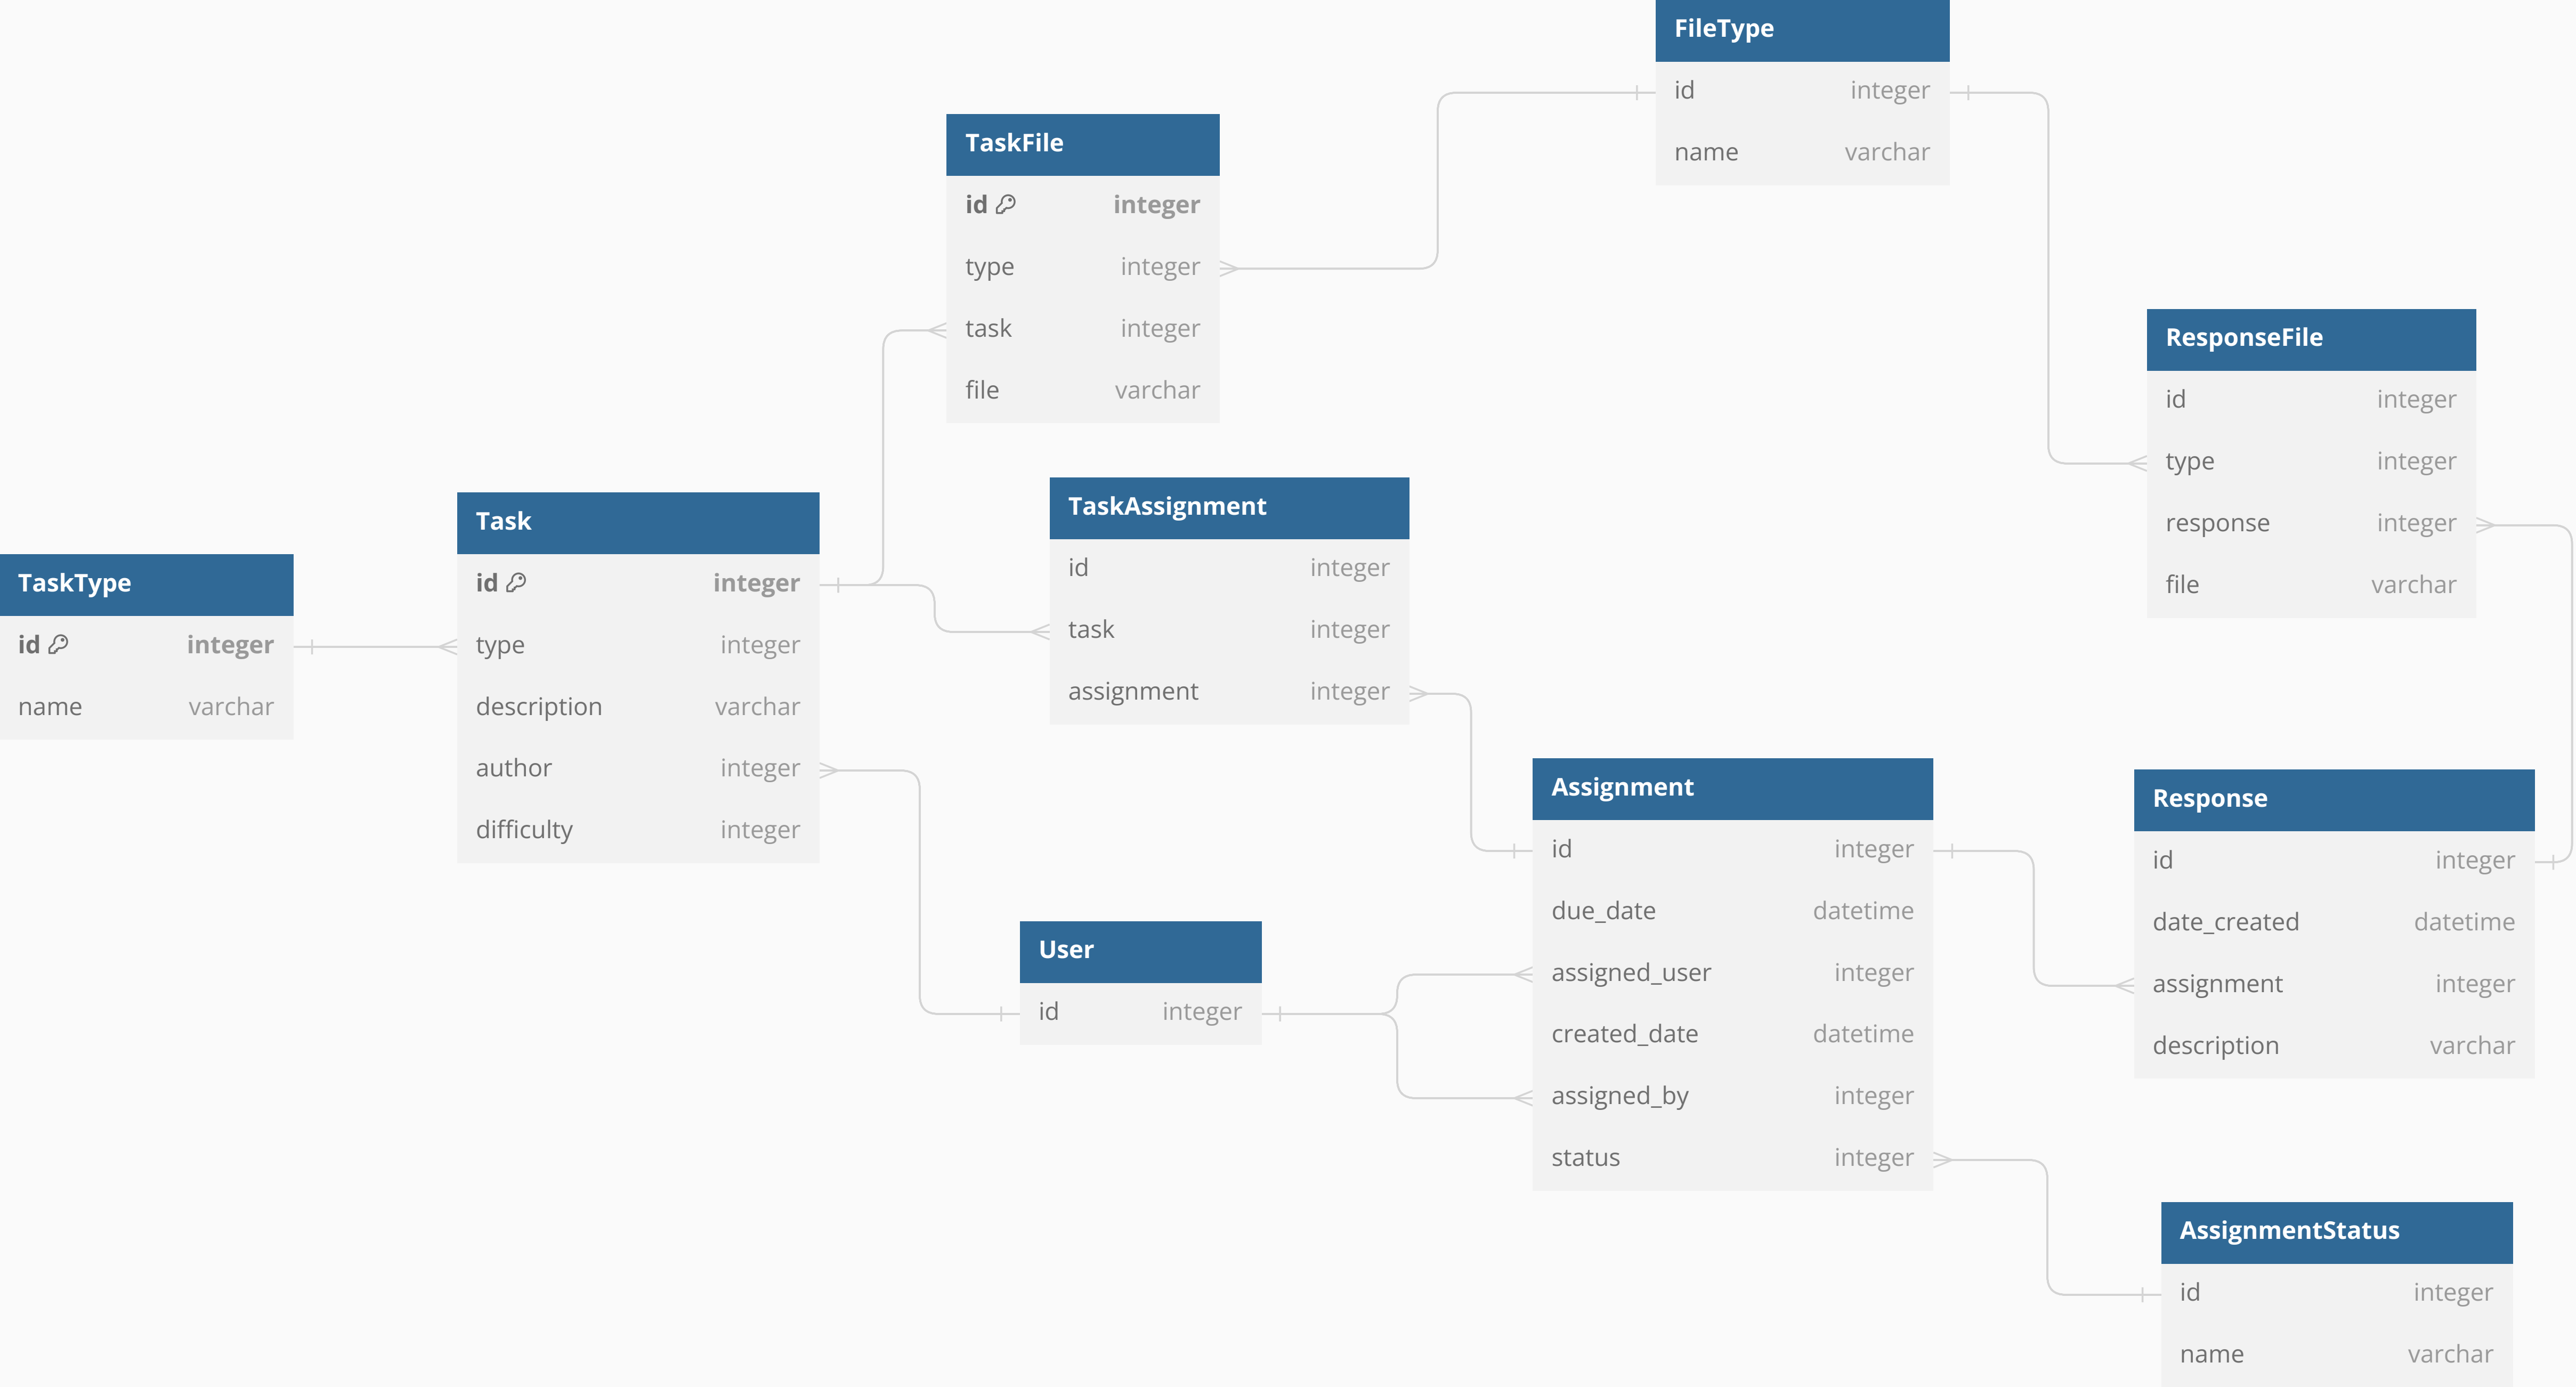 FileType
id integer
name varchar
TaskFile
id integer
type integer
task integer
file varchar
ResponseFile
id integer
type integer
response integer
file varchar
TaskAssignment
id integer
task integer
assignment integer
Task
id integer
type integer
description varchar
author integer
difficulty integer
TaskType
id integer
name varchar
Assignment
id integer
due_date datetime
assigned_user integer
created_date datetime
assigned_by integer
status integer
Response
id integer
date_created datetime
assignment integer
description varchar
User
id integer
AssignmentStatus
id integer
name varchar